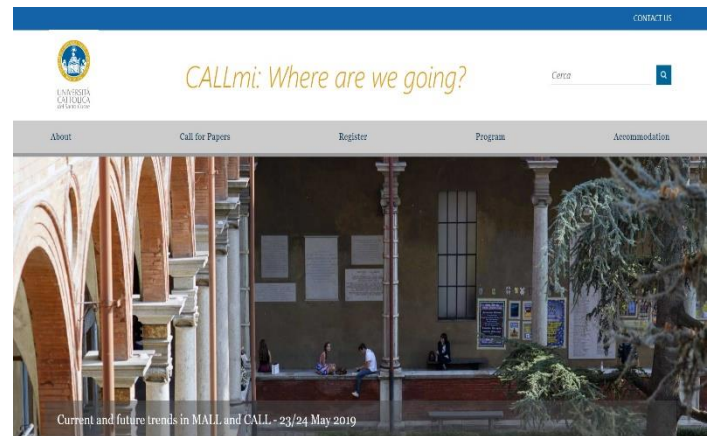 CONTACT US
UNIVERSITÀ
CATTOLICA
del Sacro Cuore
CALLmi: Where are we going?
Cerca
About
Call for Papers
Register
Program
Accommodation
Current and future trends in MALL and CALL - 23/24 May 2019